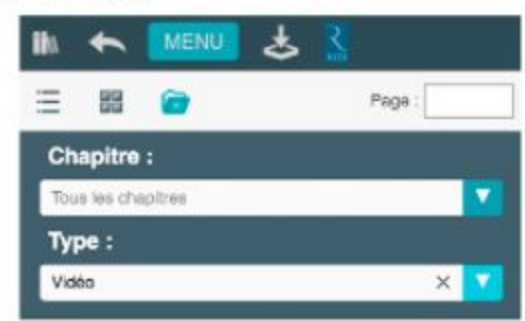 MENU
Page :
Chapitre :
Tous les chapitres
Type :
Vidéo